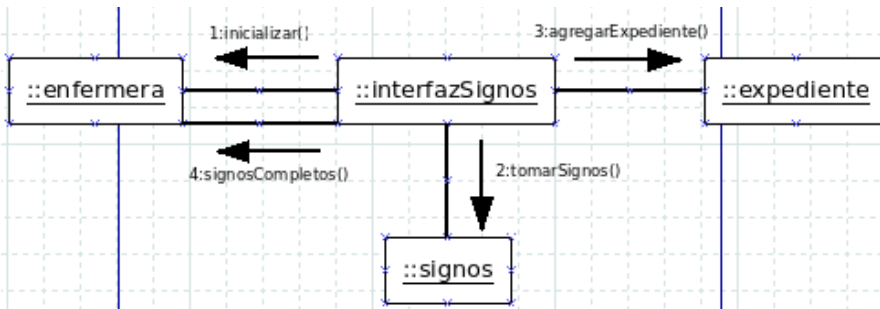 1:inicializar()
3:agregarExpediente()
::enfermera
::interfazSignos
::expediente
4:signosCompletos()
2:tomarSignos()
::signos